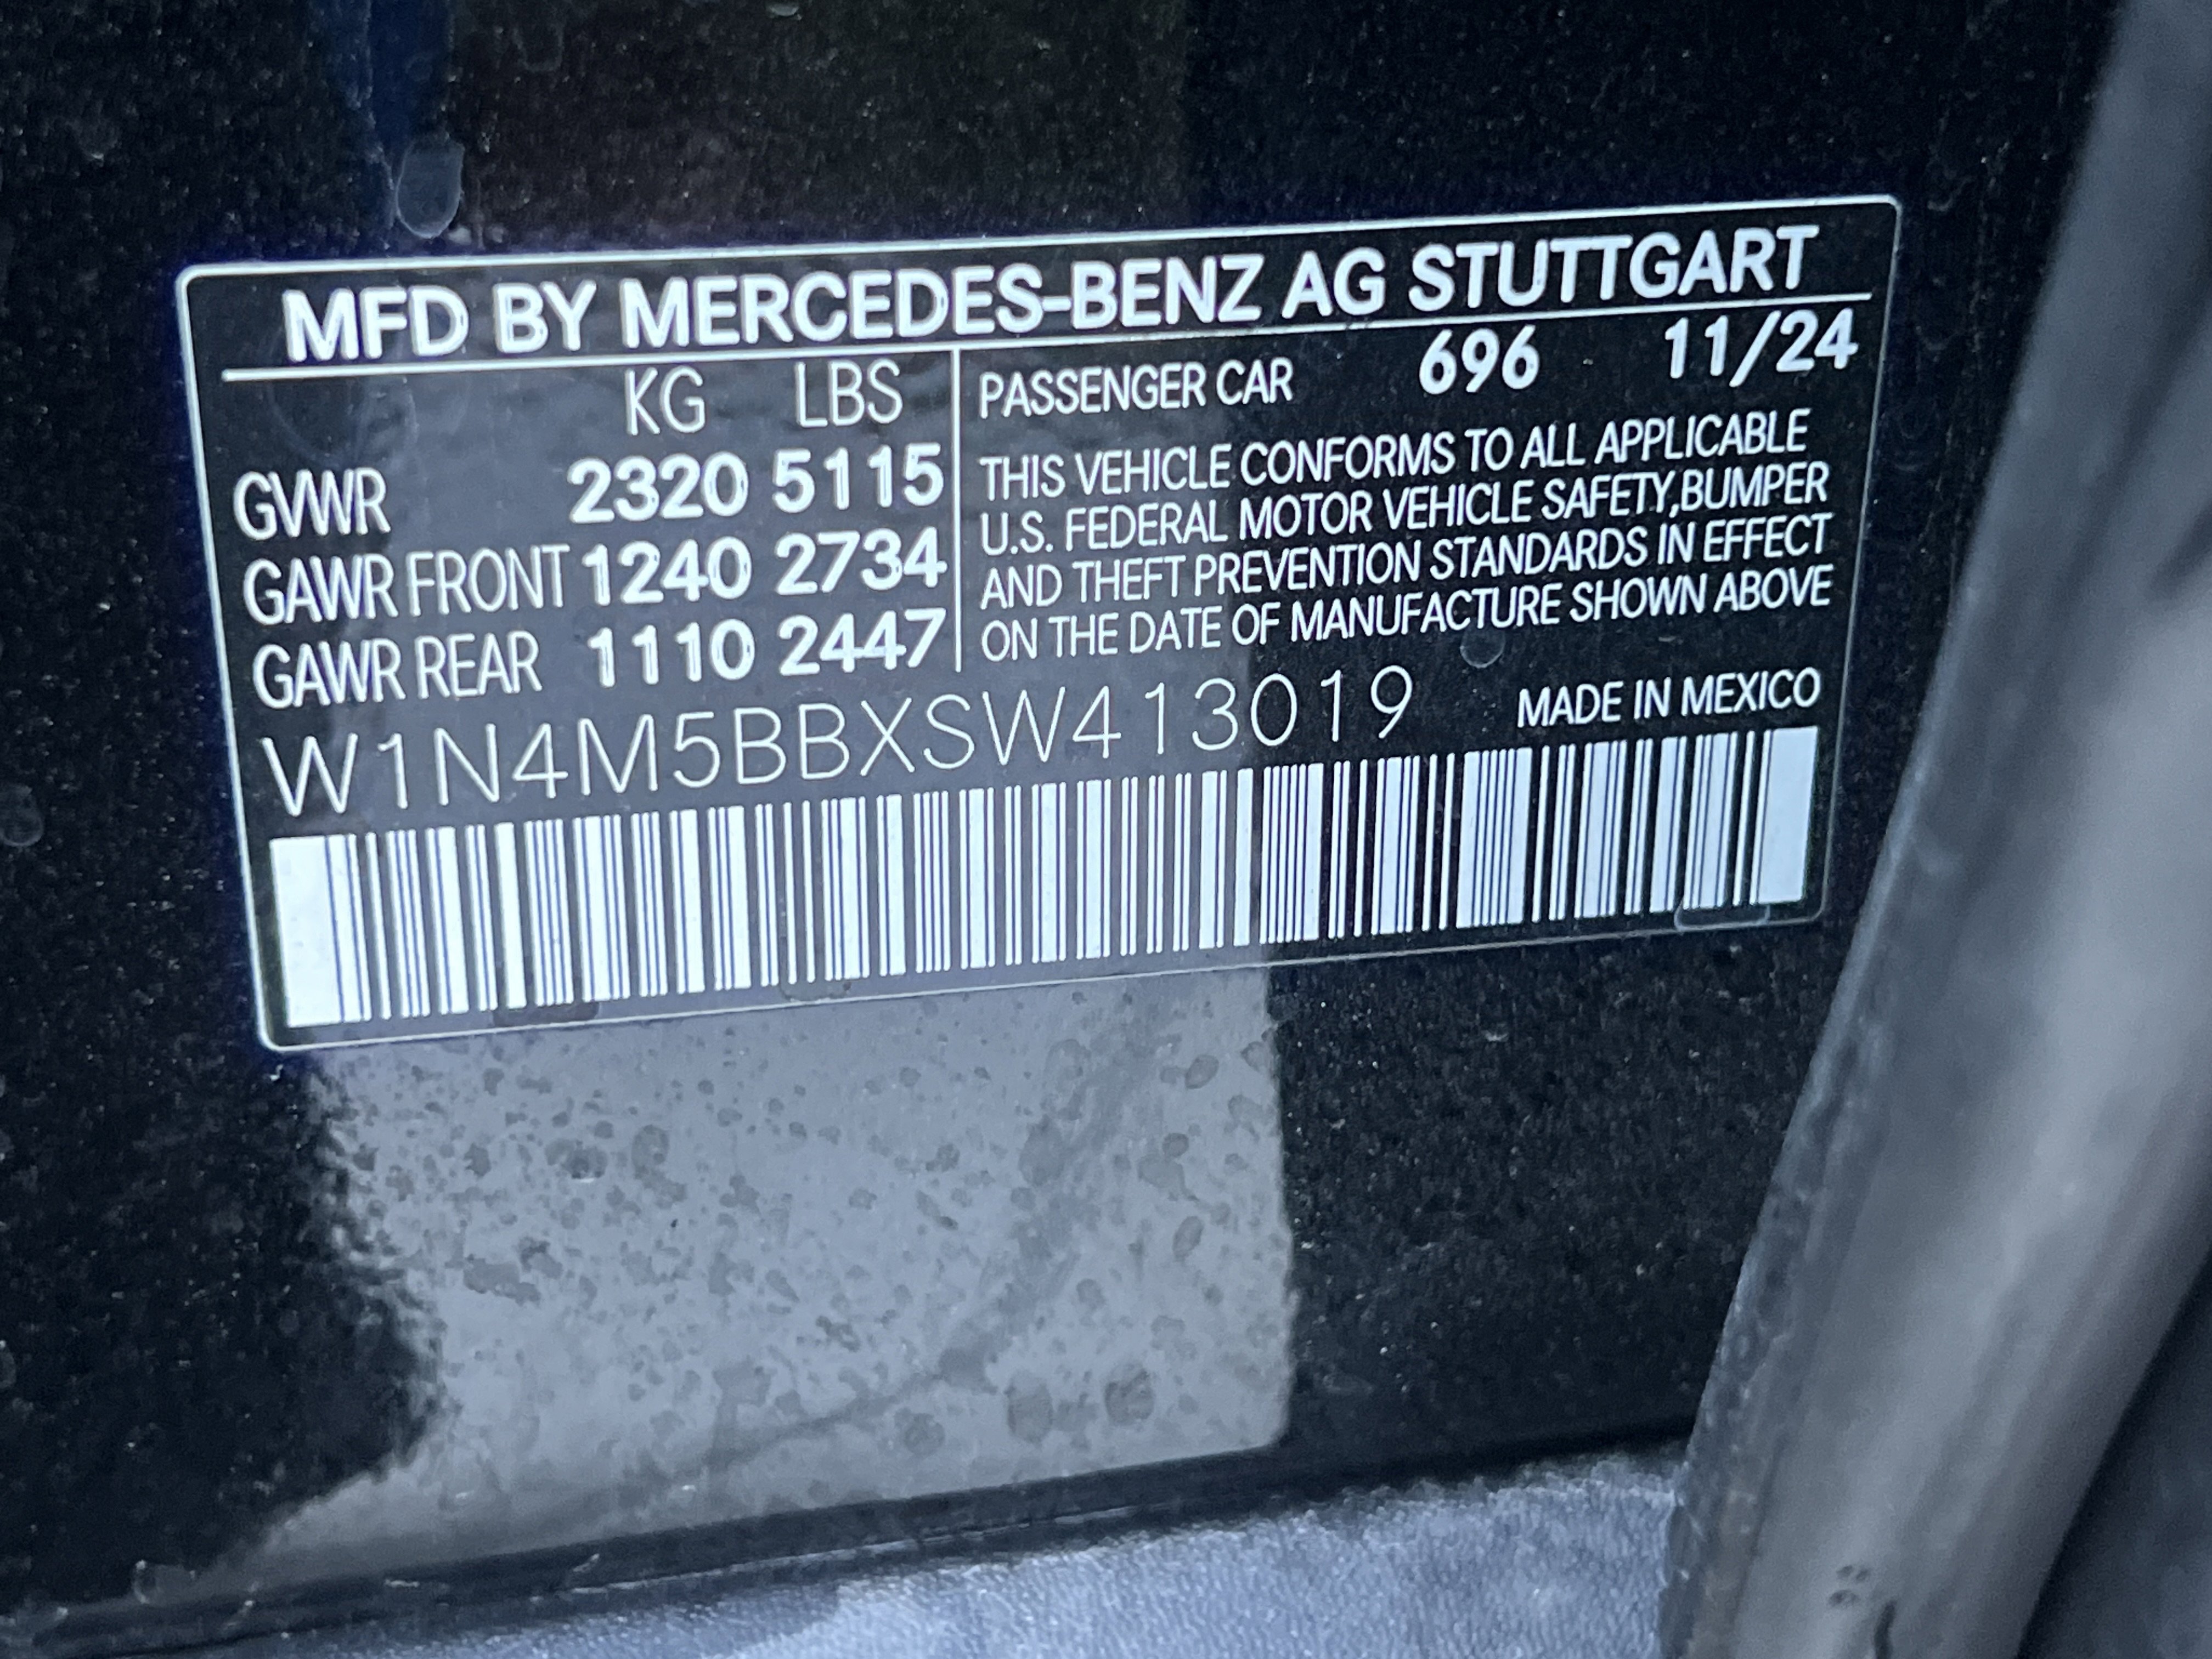 MFD BY MERCEDES-BENZ AG STUTTGART
KG LBS
GVWR 2320 5115
GAWR FRONT 1240 2734
GAWR REAR 1110 2447
PASSENGER CAR 696 11/24
THIS VEHICLE CONFORMS TO ALL APPLICABLE
U.S. FEDERAL MOTOR VEHICLE SAFETY,BUMPER
AND THEFT PREVENTION STANDARDS IN EFFECT
ON THE DATE OF MANUFACTURE SHOWN ABOVE
W1N4M5BBXSW413019 MADE IN MEXICO